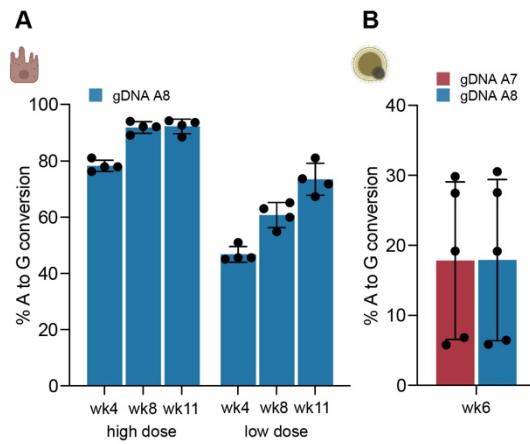 A
gDNA A8
% A to G conversion
100
80
60
40
20
0
wk4 wk8 wk11 wk4 wk8 wk11
high dose low dose
B
gDNA A7
gDNA A8
% A to G conversion
40
30
20
10
0
wk6